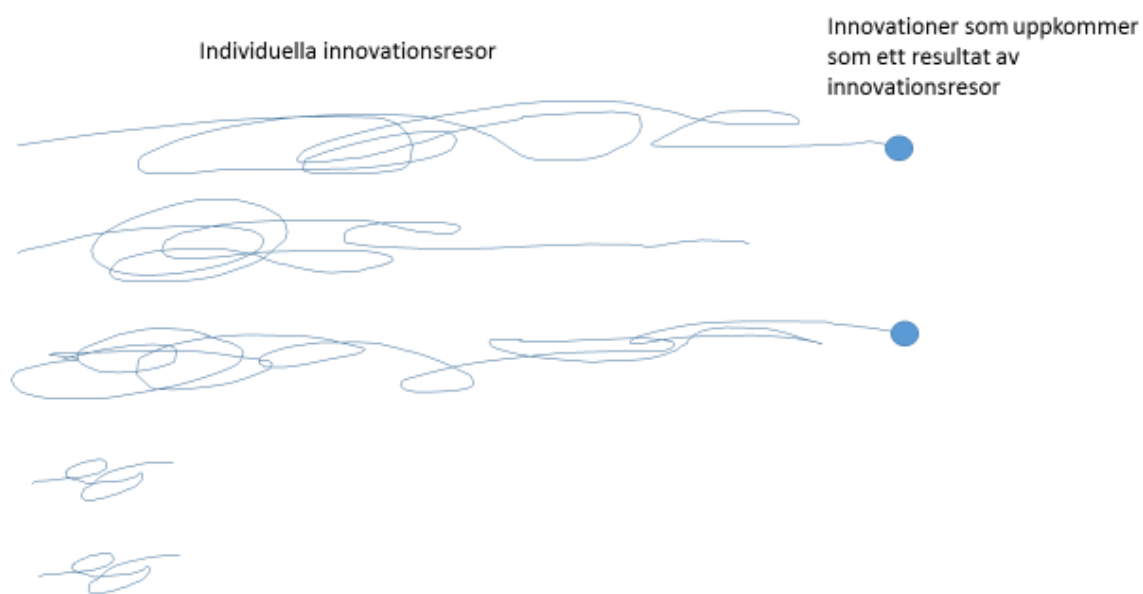 Individuella innovationsresor
Innovationer som uppkommer
som ett resultat av
innovationsresor